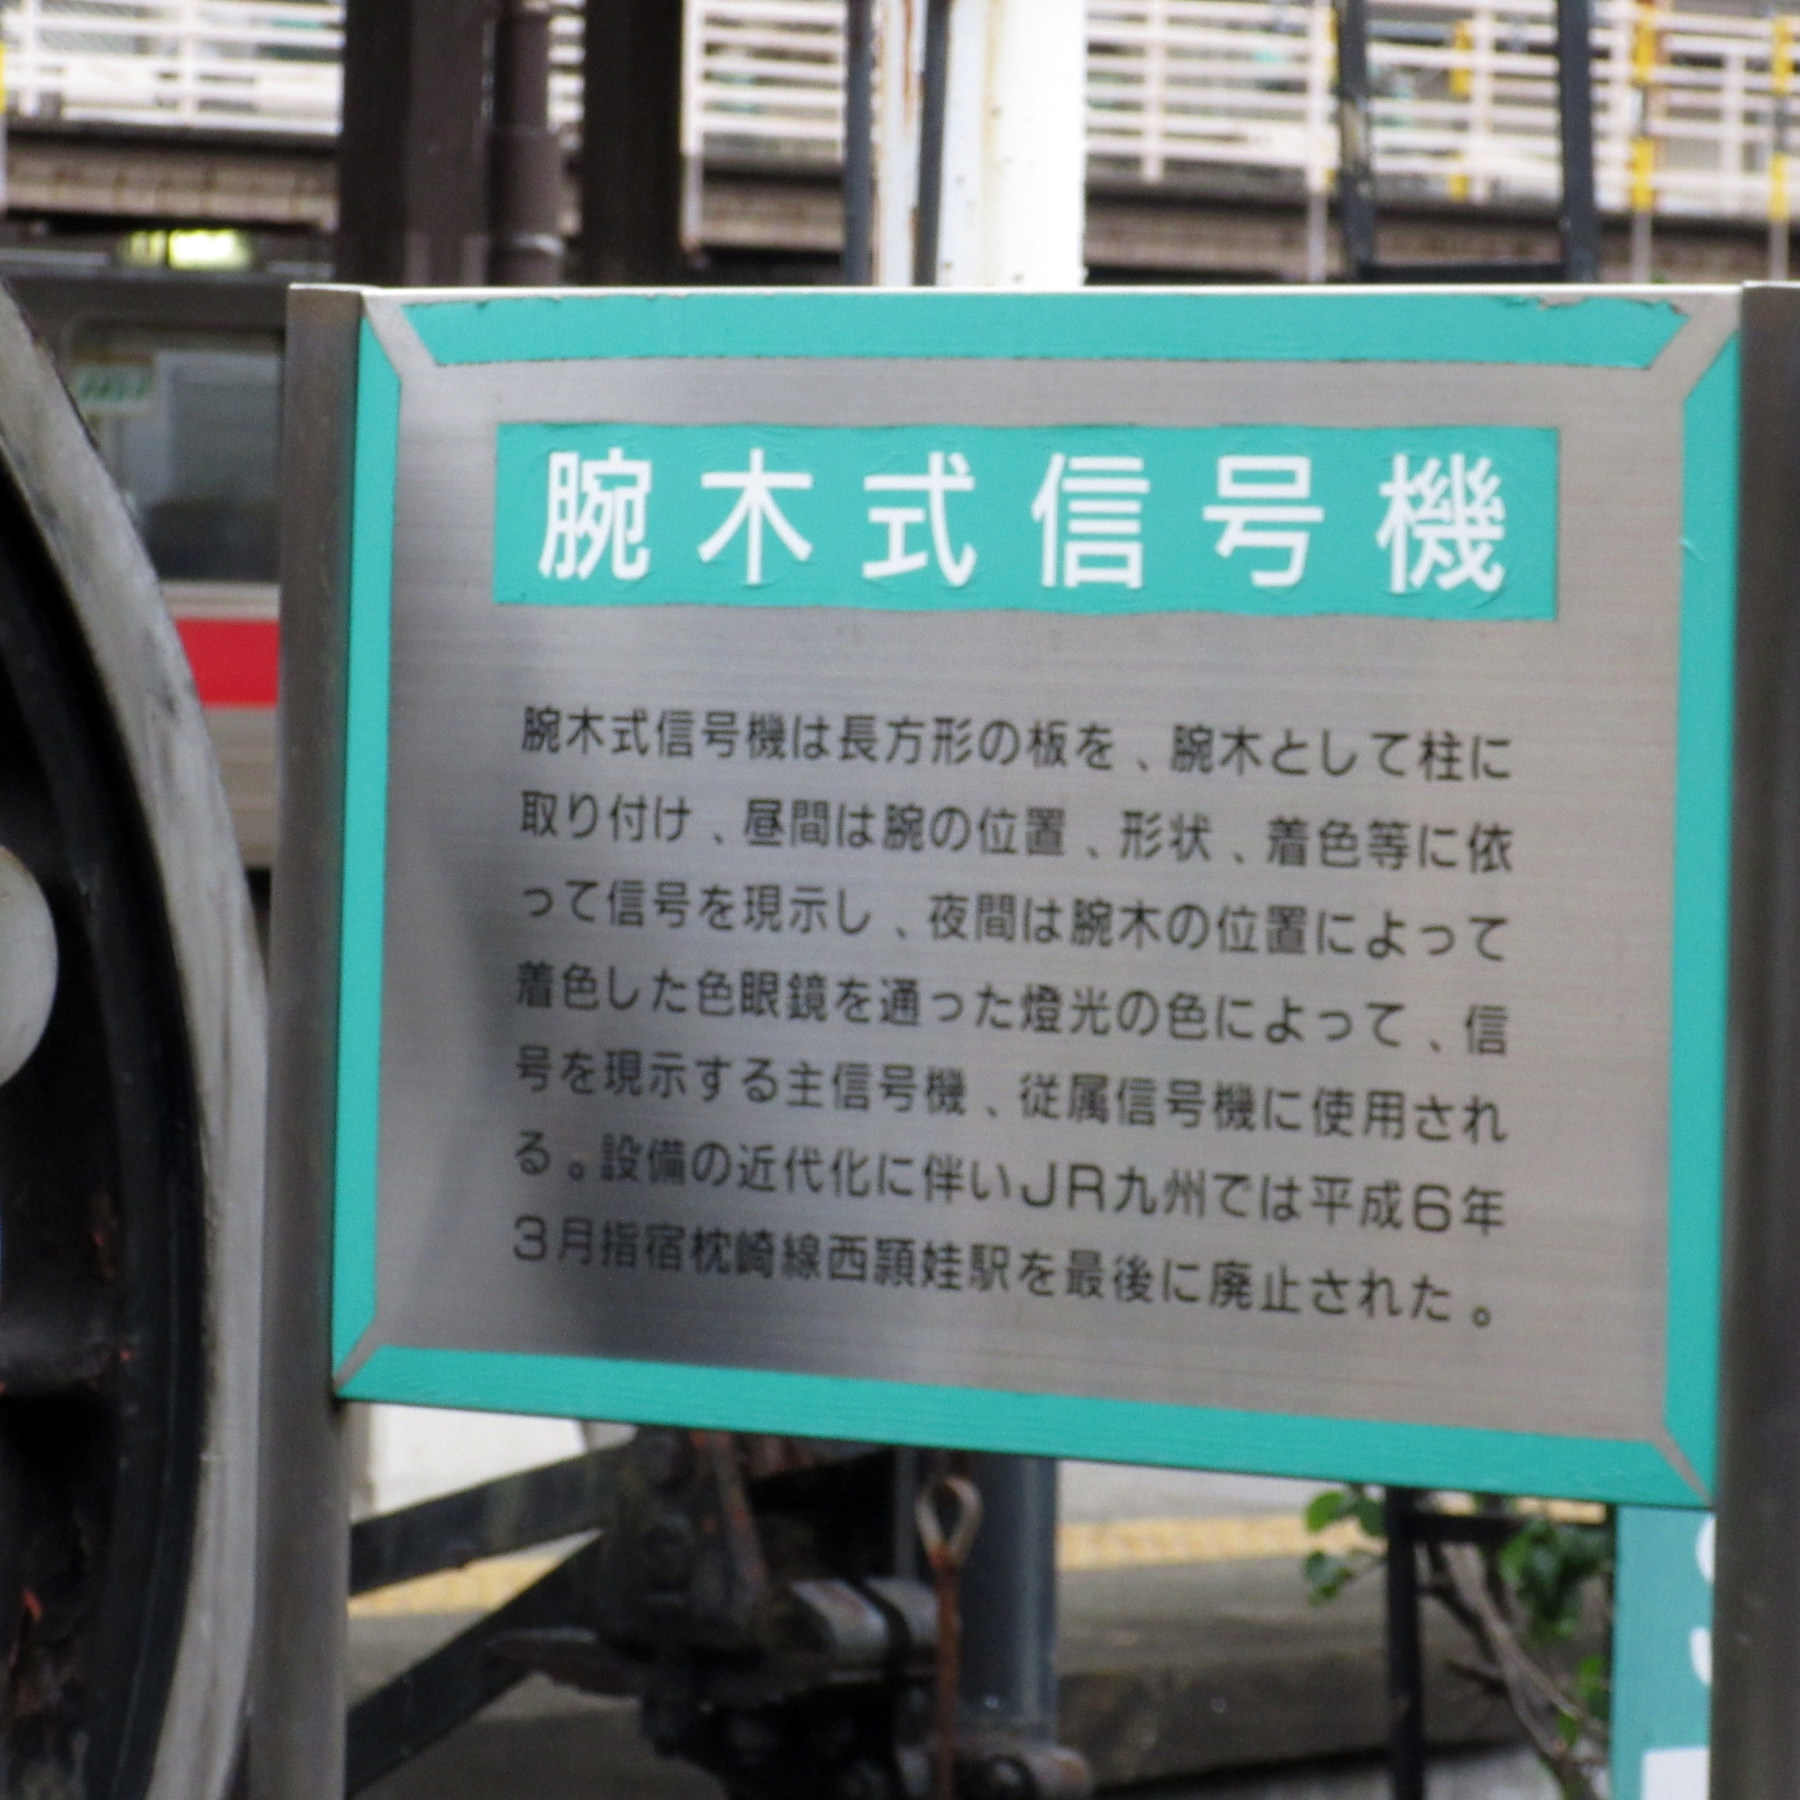 腕木式信号機
腕木式信号機は長方形の板を、腕木として柱に
取り付け、昼間は腕の位置、形状、着色等に依
って信号を現示し、夜間は腕木の位置によって
着色した色眼鏡を通った燈光の色によって、信
号を現示する主信号機、従属信号機に使用され
る。設備の近代化に伴いJR九州では平成6年
3月指宿枕崎線西頴娃駅を最後に廃止された。